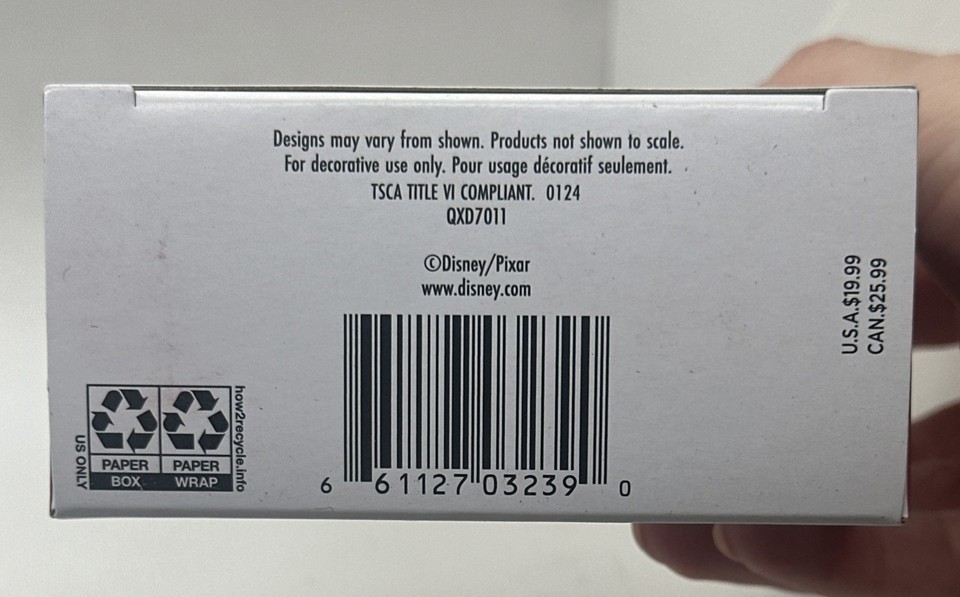 Designs may vary from shown. Products not shown to scale.
For decorative use only. Pour usage décoratif seulement.
TSCA TITLE VI COMPLIANT. 0124
QXD7011
©Disney/Pixar
www.disney.com
U.S.A.$19.99
CAN.$25.99
US ONLY
PAPER PAPER
BOX WRAP
how2recycle.info
6 61127 03239 0